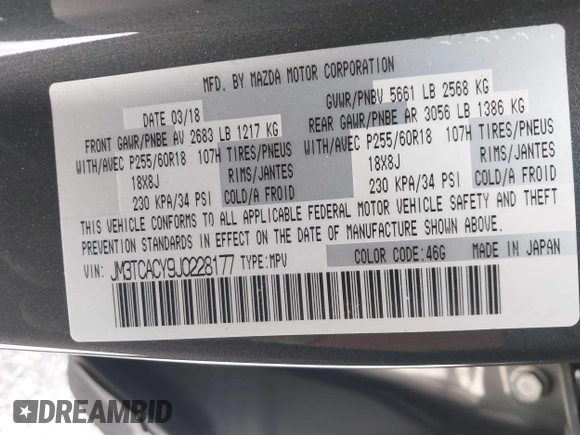 MFD. BY MAZDA MOTOR CORPORATION
DATE 03/18 GVWR/PNBV 5661 LB 2568 KG
FRONT GAWR/PNBE AV 2683 LB 1217 KG REAR GAWR/PNBE AR 3056 LB 1386 KG
WITH/AVEC P255/60R18 107H TIRES/PNEUS WITH/AVEC P255/60R18 107H TIRES/PNEUS
18X8J RIMS/JANTES 18X8J RIMS/JANTES
230 KPA/34 PSI COLD/A FROID 230 KPA/34 PSI COLD/A FROID
THIS VEHICLE CONFORMS TO ALL APPLICABLE FEDERAL MOTOR VEHICLE SAFETY AND THEFT
PREVENTION STANDARDS IN EFFECT ON THE DATE OF MANUFACTURE SHOWN ABOVE.
VIN: JM3TCACY9J0228177 TYPE:MPV COLOR CODE:46G MADE IN JAPAN
DREAMBID